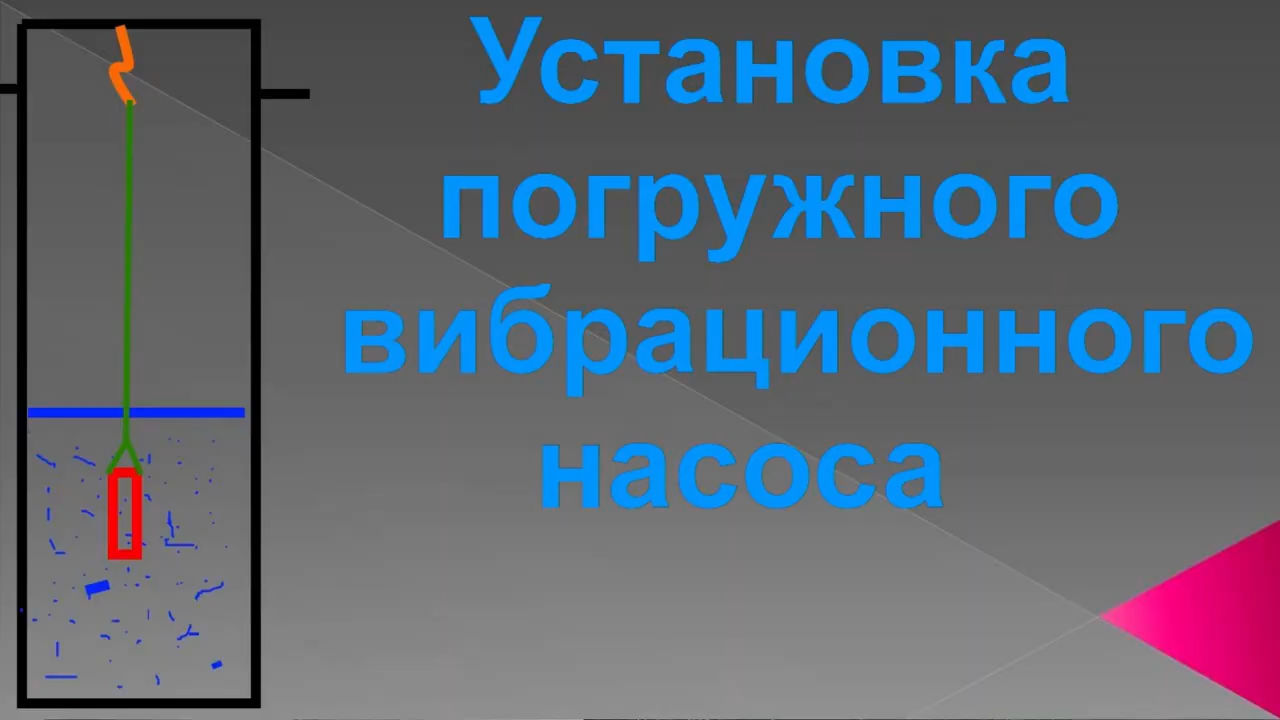 Установка
погружного
вибрационного
насоса